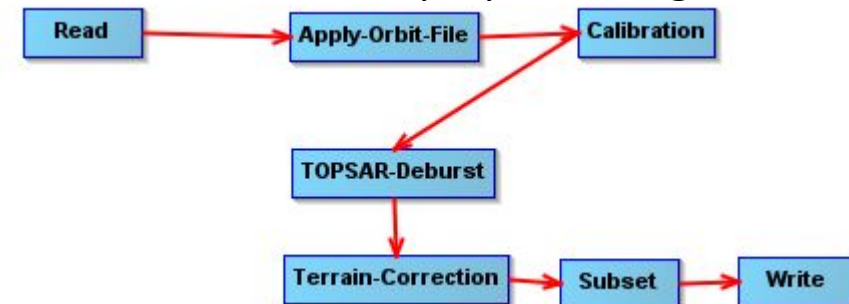 Read
Apply-Orbit-File
Calibration
TOPSAR-Deburst
Terrain-Correction
Subset
Write